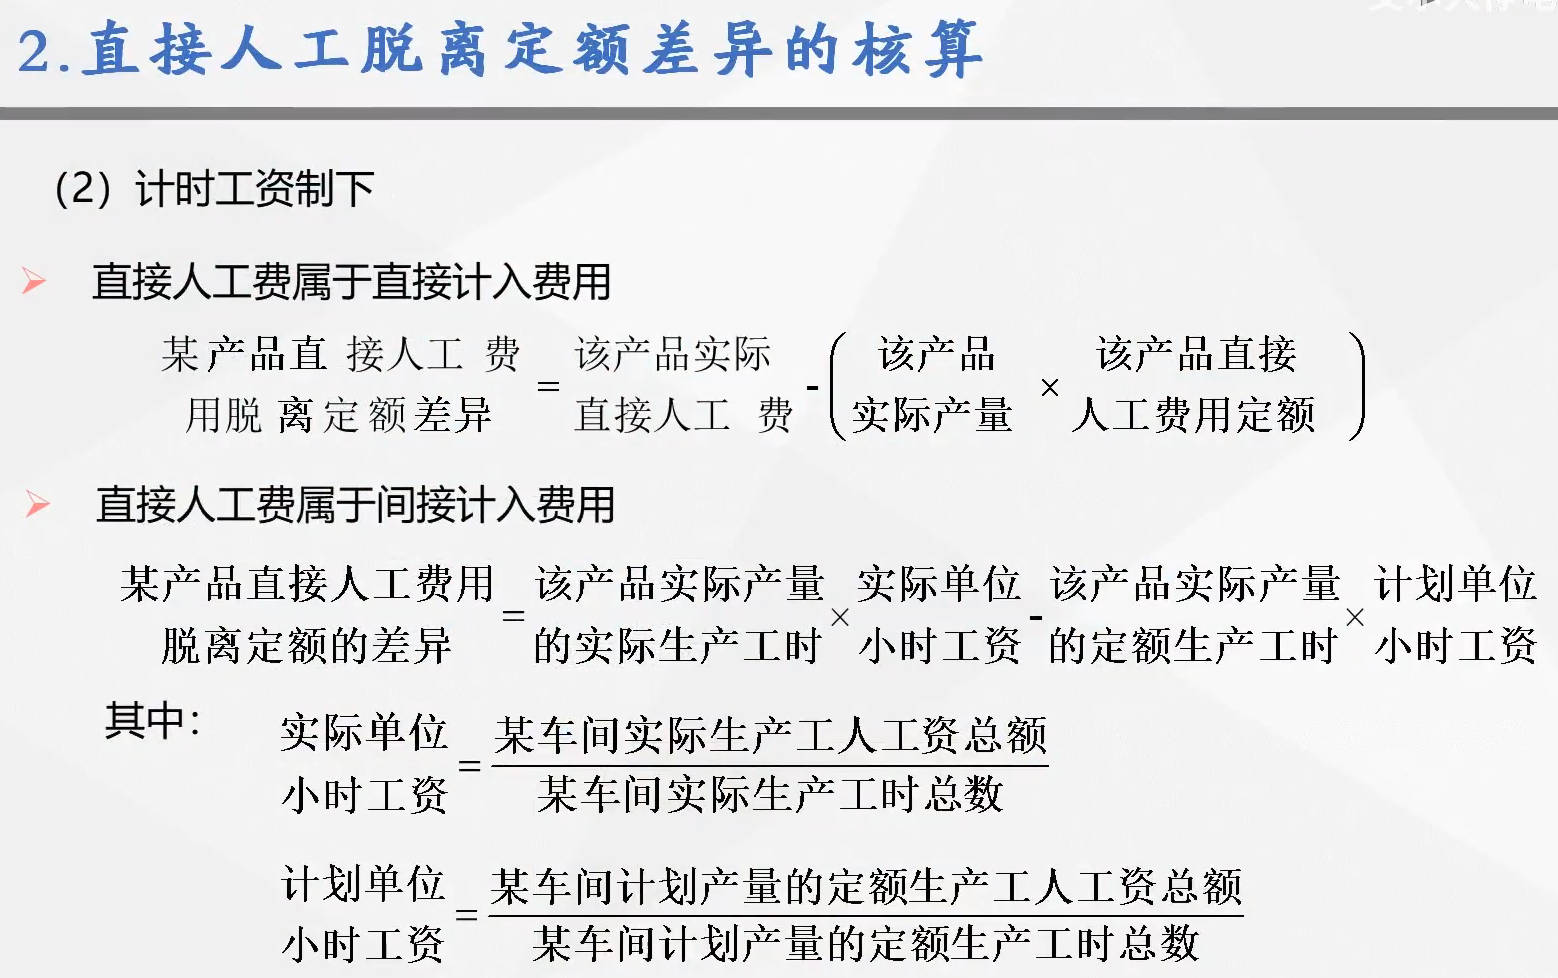 2.直接人工脱离定额差异的核算
（2）计时工资制下
直接人工费属于直接计入费用
某产品直接人工费用脱离定额差异 = 该产品实际直接人工费 - (该产品实际产量 × 该产品直接人工费用定额)
直接人工费属于间接计入费用
某产品直接人工费用脱离定额的差异 = 该产品实际产量的实际生产工时 × 实际单位小时工资 - 该产品实际产量的定额生产工时 × 计划单位小时工资
其中：
实际单位小时工资 = 某车间实际生产工人工资总额
某车间实际生产工时总数
计划单位小时工资 = 某车间计划产量的定额生产工人工资总额
某车间计划产量的定额生产工时总数